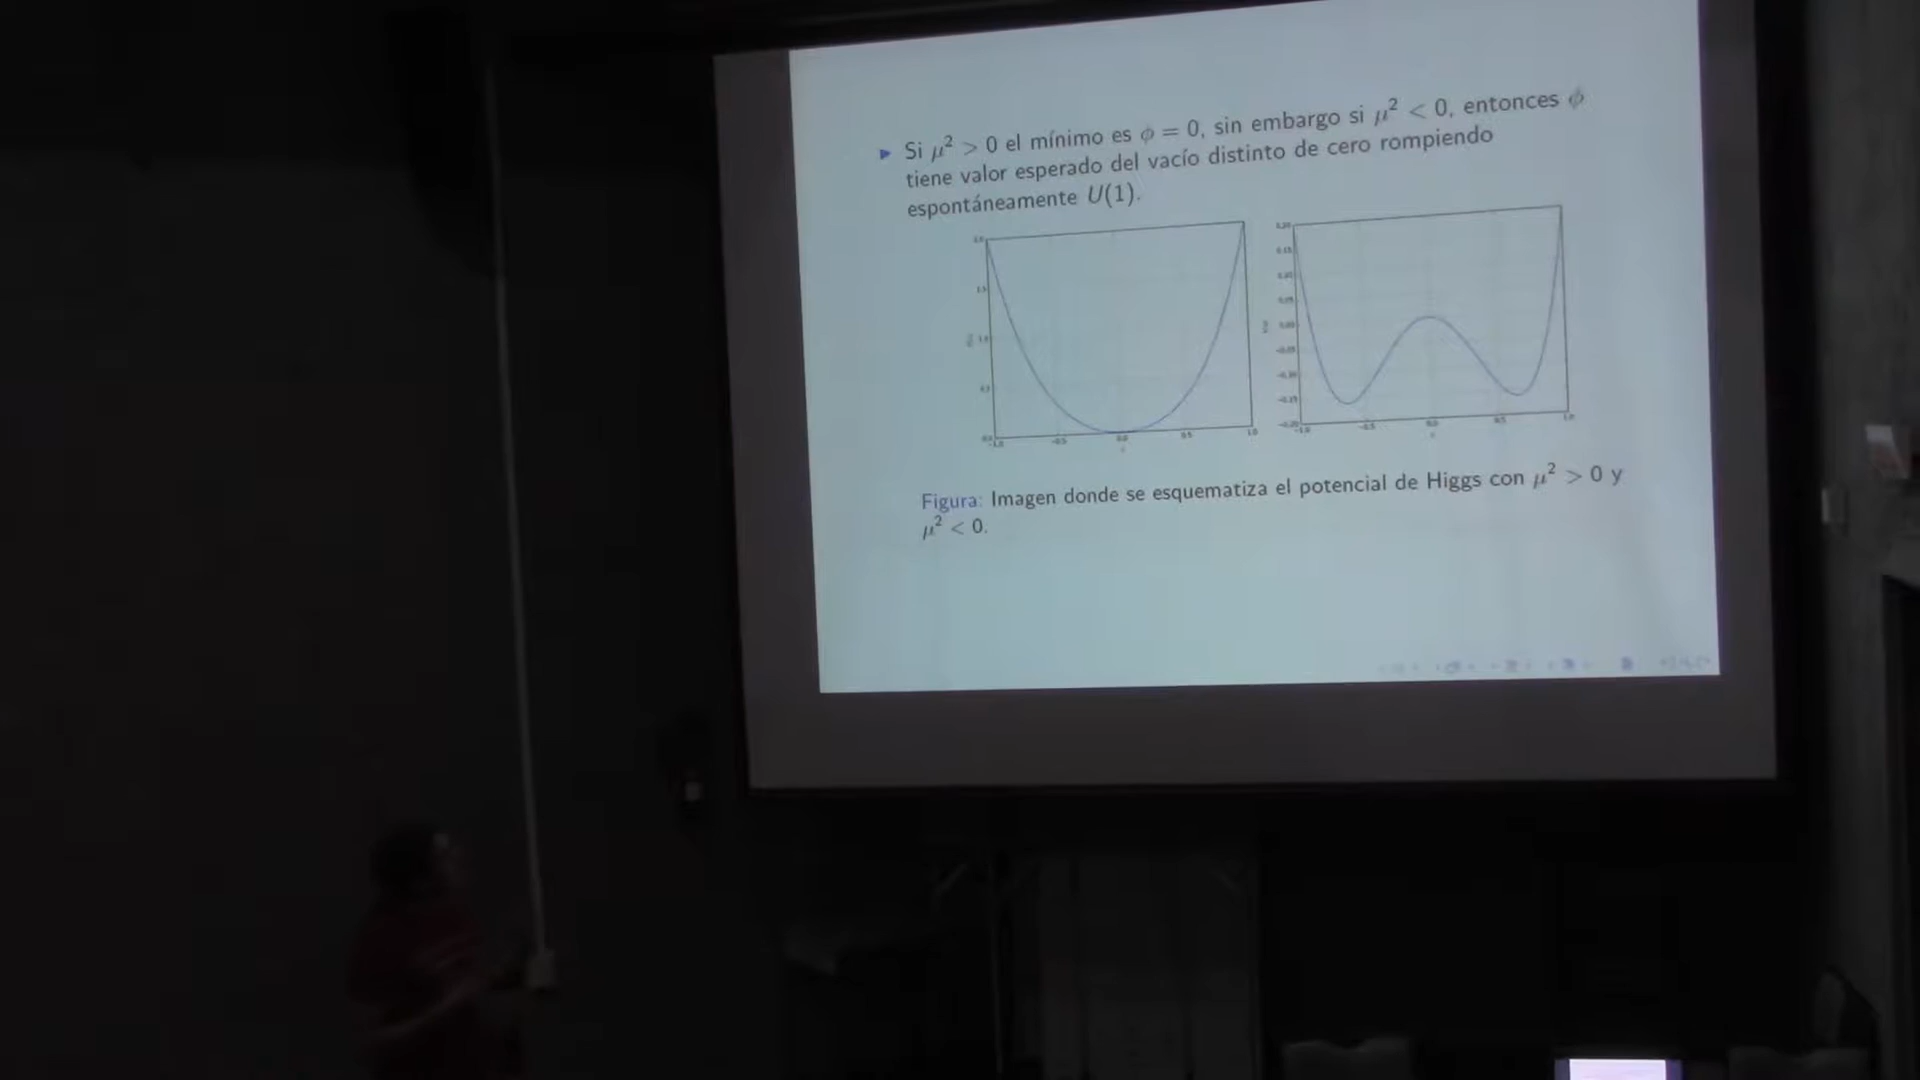 Si μ² > 0 el mínimo es ϕ = 0, sin embargo si μ² < 0, entonces ϕ
tiene valor esperado del vacío distinto de cero rompiendo
espontáneamente U(1).
Figura: Imagen donde se esquematiza el potencial de Higgs con μ² > 0 y
μ² < 0.